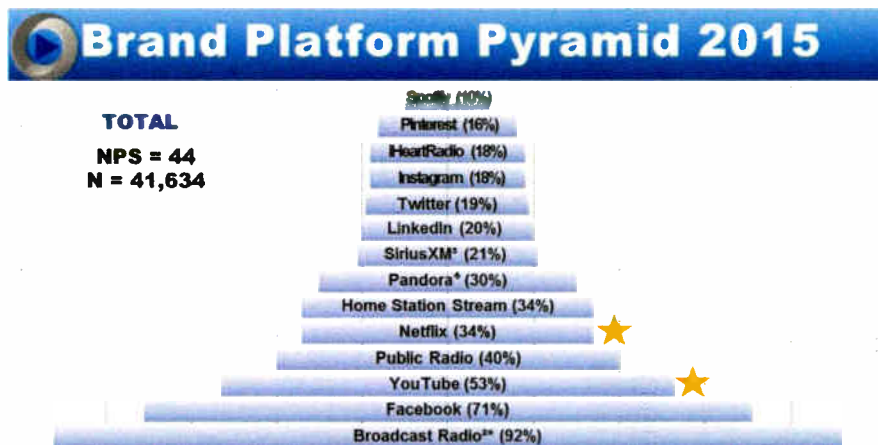 Brand Platform Pyramid 2015
Spotify (10%)
TOTAL
Pinterest (16%)
NPS = 44
iHeartRadio (18%)
N = 41,634
Instagram (18%)
Twitter (19%)
LinkedIn (20%)
SiriusXM³ (21%)
Pandora⁴ (30%)
Home Station Stream (34%)
Netflix (34%)
Public Radio (40%)
YouTube (53%)
Facebook (71%)
Broadcast Radio²* (92%)